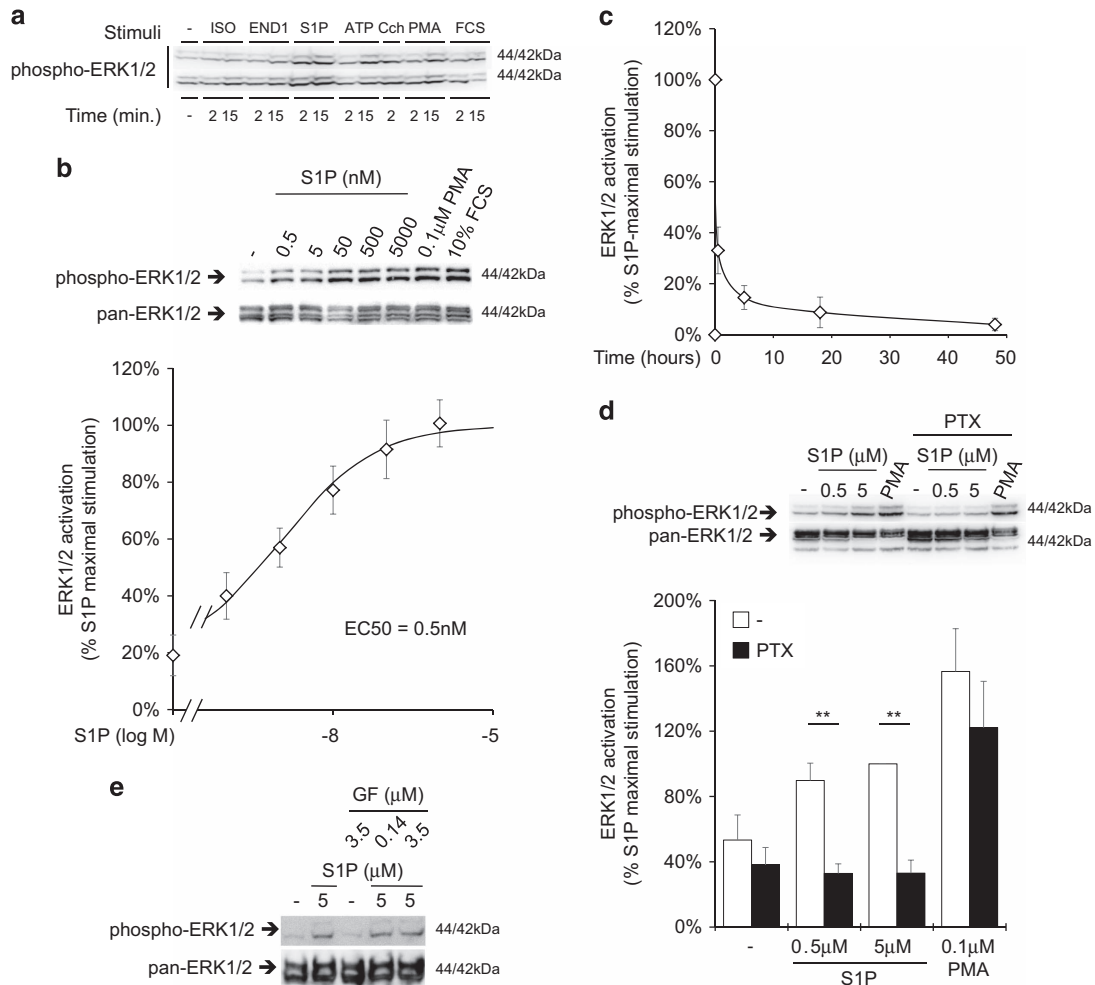 a
Stimuli - ISO END1 S1P ATP Cch PMA FCS
phospho-ERK1/2
44/42kDa
44/42kDa
Time (min.) - 2 15 2 15 2 15 2 15 2 2 15 2 15
b
S1P (nM)
- 0.5 5 50 500 5000 0.1μM PMA 10% FCS
phospho-ERK1/2 → 44/42kDa
pan-ERK1/2 → 44/42kDa
ERK1/2 activation
(% S1P maximal stimulation)
120%
100%
80%
60%
40%
20%
0%
EC50 = 0.5nM
S1P (log M) -8 -5
c
ERK1/2 activation
(% S1P-maximal stimulation)
100%
80%
60%
40%
20%
0%
Time (hours) 0 10 20 30 40 50
d
PTX
S1P (μM) S1P (μM)
- 0.5 5 PMA - 0.5 5 PMA
phospho-ERK1/2 → 44/42kDa
pan-ERK1/2 → 44/42kDa
ERK1/2 activation
(% S1P maximal stimulation)
200%
160%
120%
80%
40%
0%
-
PTX
** **
- 0.5μM 5μM 0.1μM
S1P PMA
e
GF (μM)
3.5 0.14 3.5
S1P (μM)
- 5 - 5 5
phospho-ERK1/2 → 44/42kDa
pan-ERK1/2 → 44/42kDa